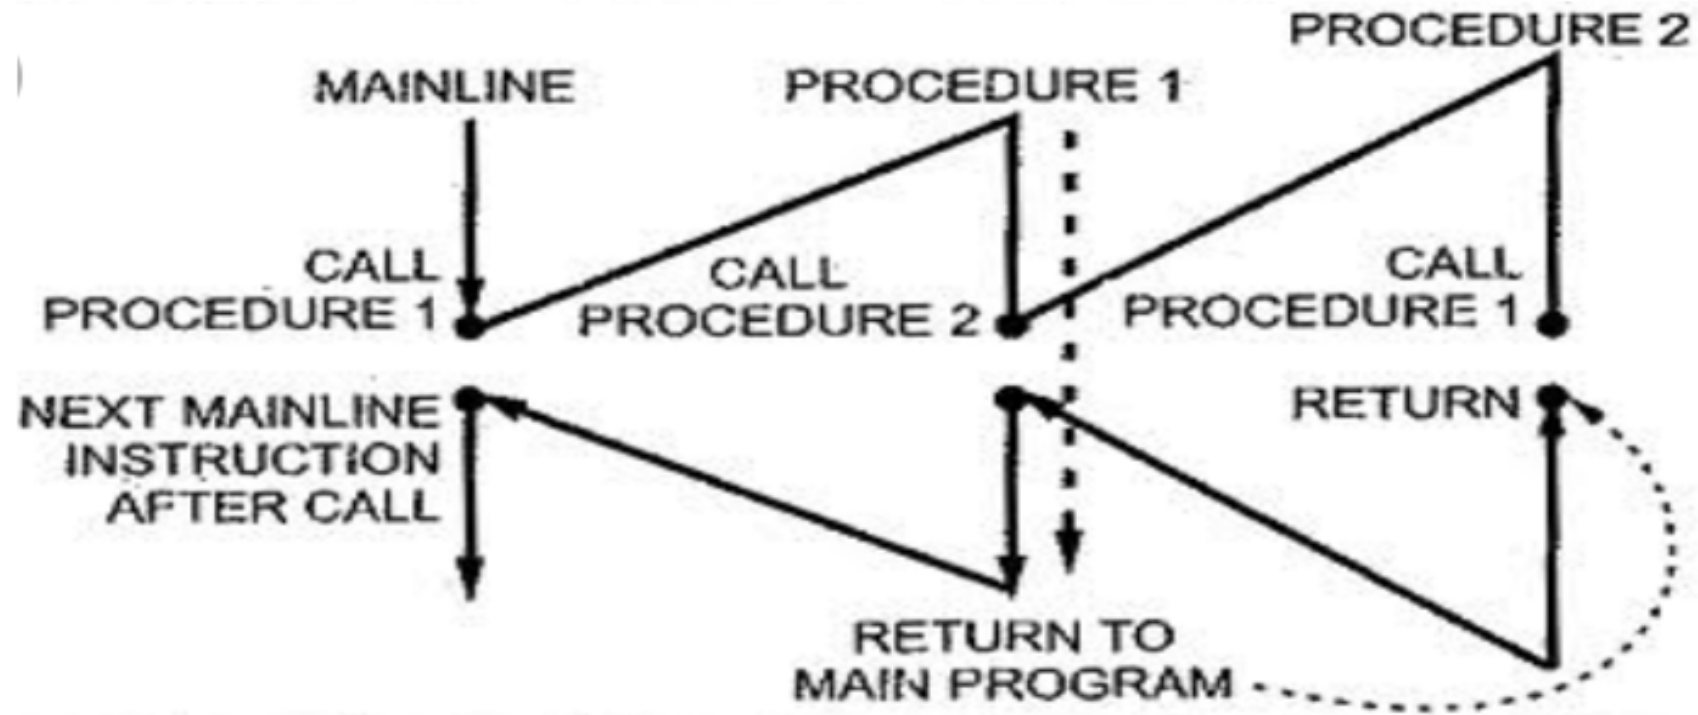 PROCEDURE 2
MAINLINE
PROCEDURE 1
CALL
PROCEDURE 1
CALL
PROCEDURE 2
CALL
PROCEDURE 1
NEXT MAINLINE
INSTRUCTION
AFTER CALL
RETURN
RETURN TO
MAIN PROGRAM